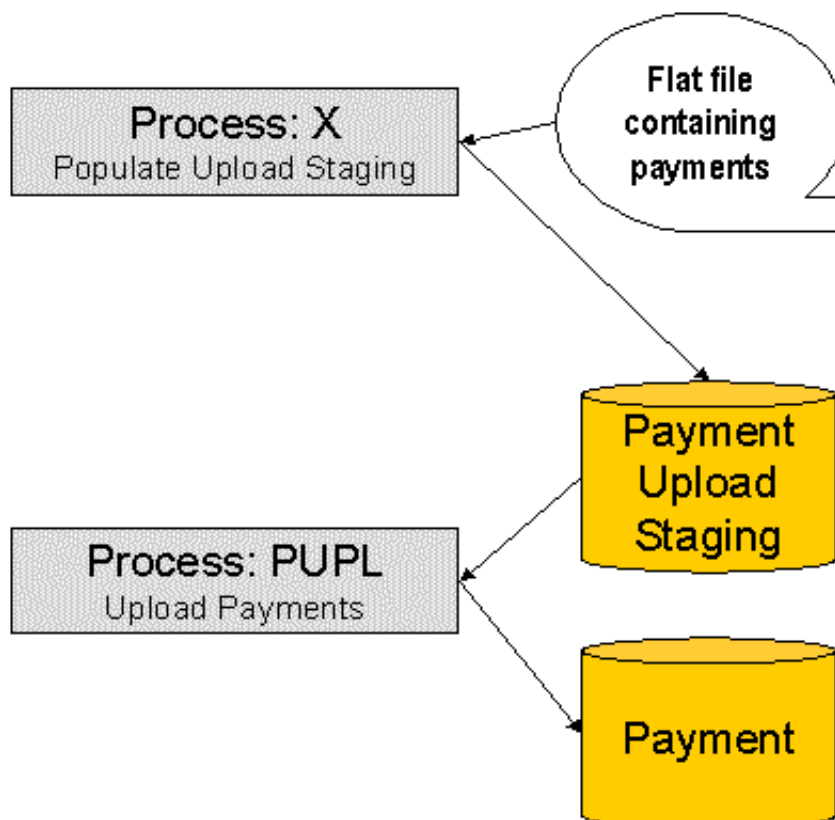 Process: X
Populate Upload Staging
Flat file
containing
payments
Payment
Upload
Staging
Process: PUPL
Upload Payments
Payment